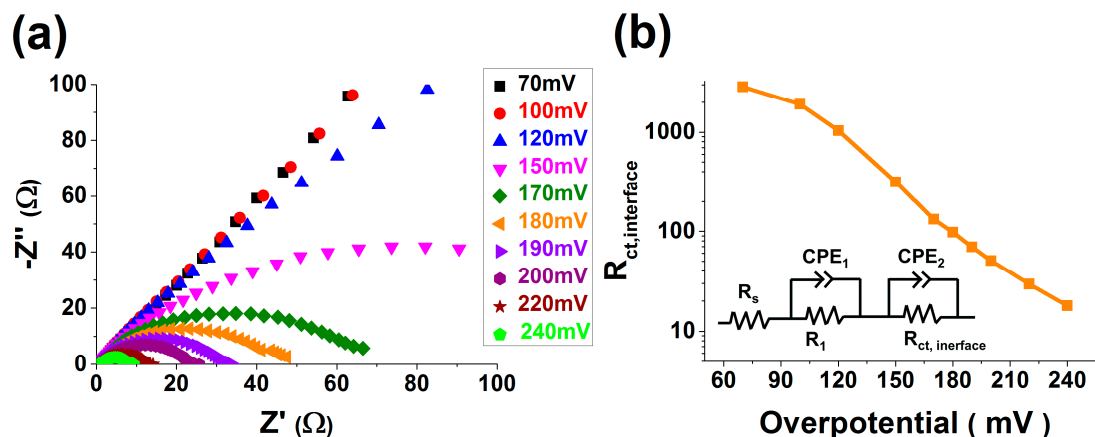 (a)
-Z'' (Ω)
100
80
60
40
20
0
0 20 40 60 80 100
Z' (Ω)
70mV
100mV
120mV
150mV
170mV
180mV
190mV
200mV
220mV
240mV
(b)
Rct,interface
1000
100
10
CPE1 CPE2
Rs
R1 Rct, inerface
60 90 120 150 180 210 240
Overpotential ( mV)